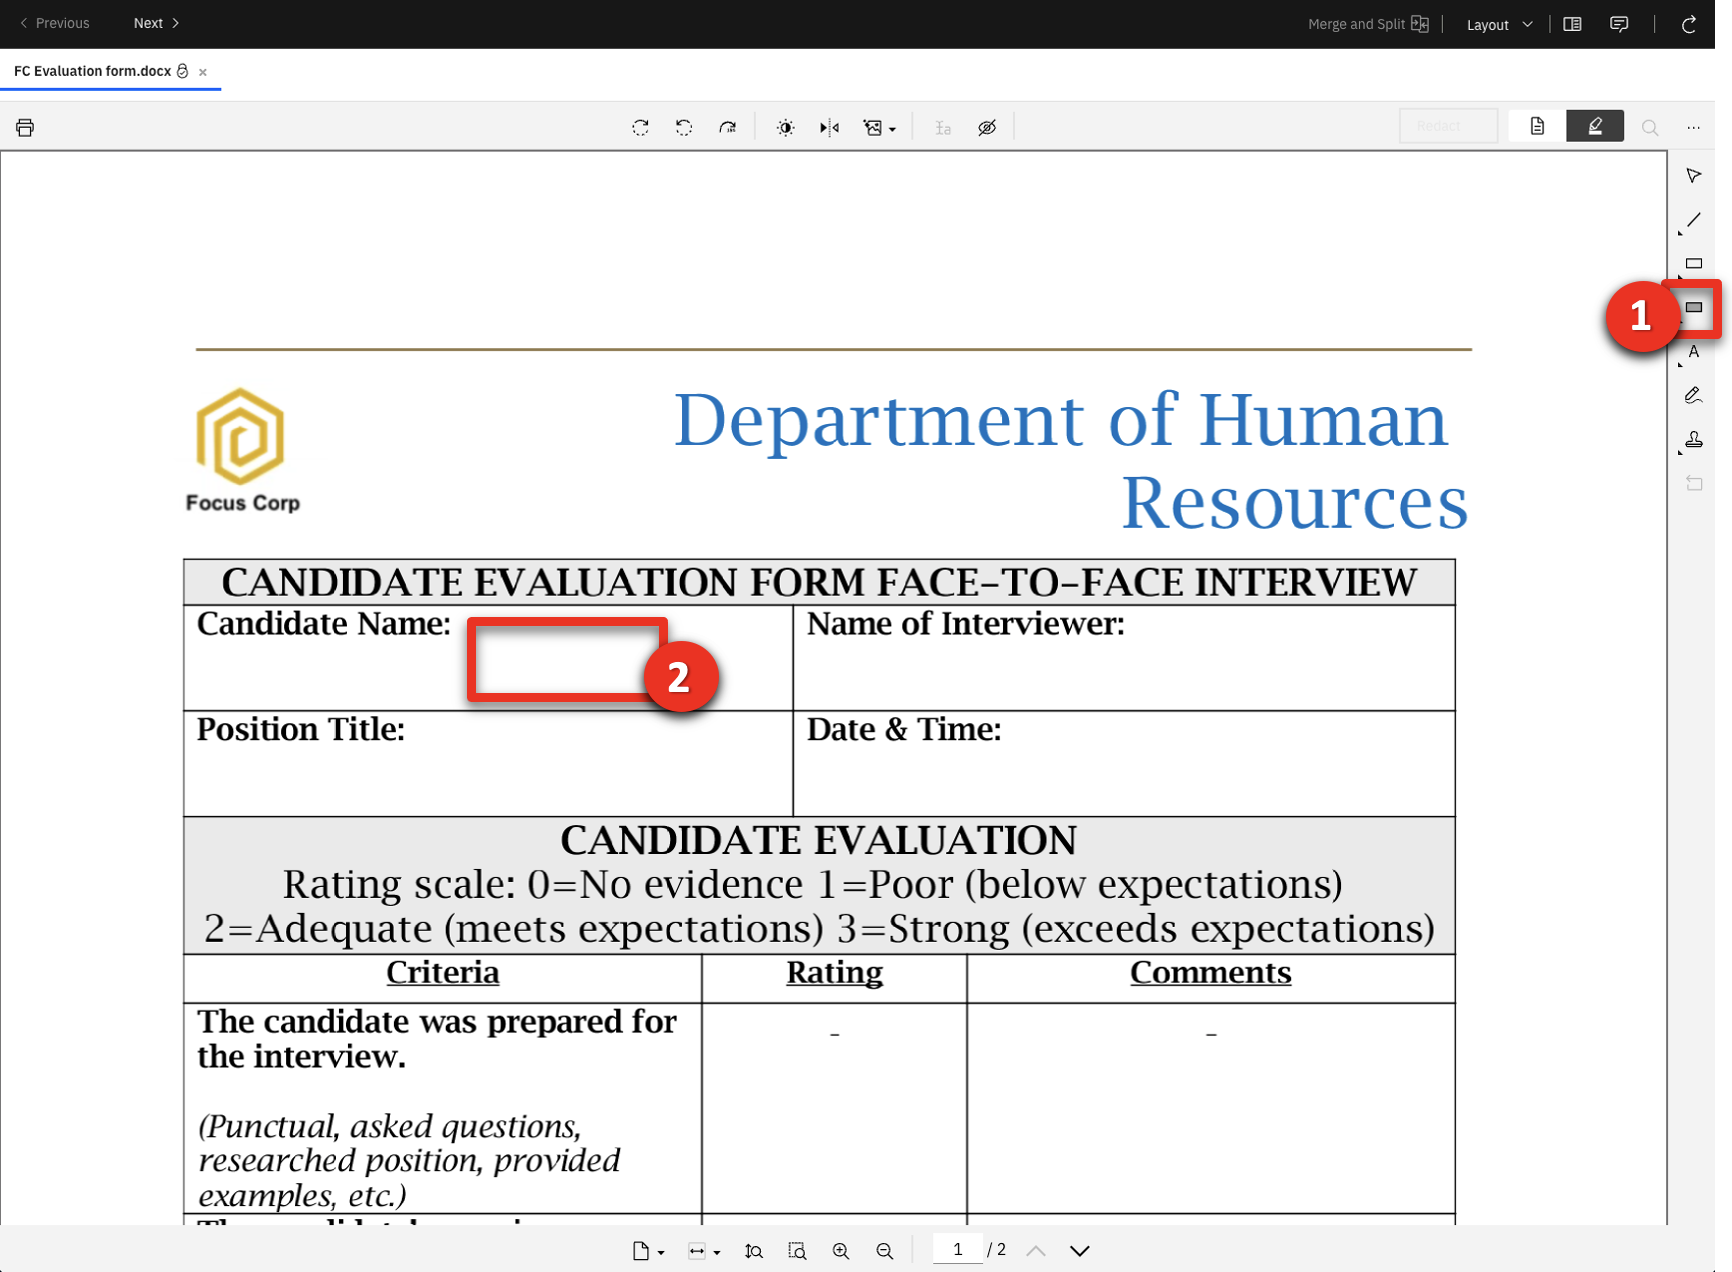 Previous Next Merge and Split Layout
FC Evaluation form.docx
Redact
1
A
Focus Corp
Department of Human
Resources
CANDIDATE EVALUATION FORM FACE-TO-FACE INTERVIEW
Candidate Name: Name of Interviewer:
2
Position Title: Date & Time:
CANDIDATE EVALUATION
Rating scale: 0=No evidence 1=Poor (below expectations)
2=Adequate (meets expectations) 3=Strong (exceeds expectations)
Criteria Rating Comments
The candidate was prepared for
the interview.
- -
(Punctual, asked questions,
researched position, provided
examples, etc.)
1 / 2